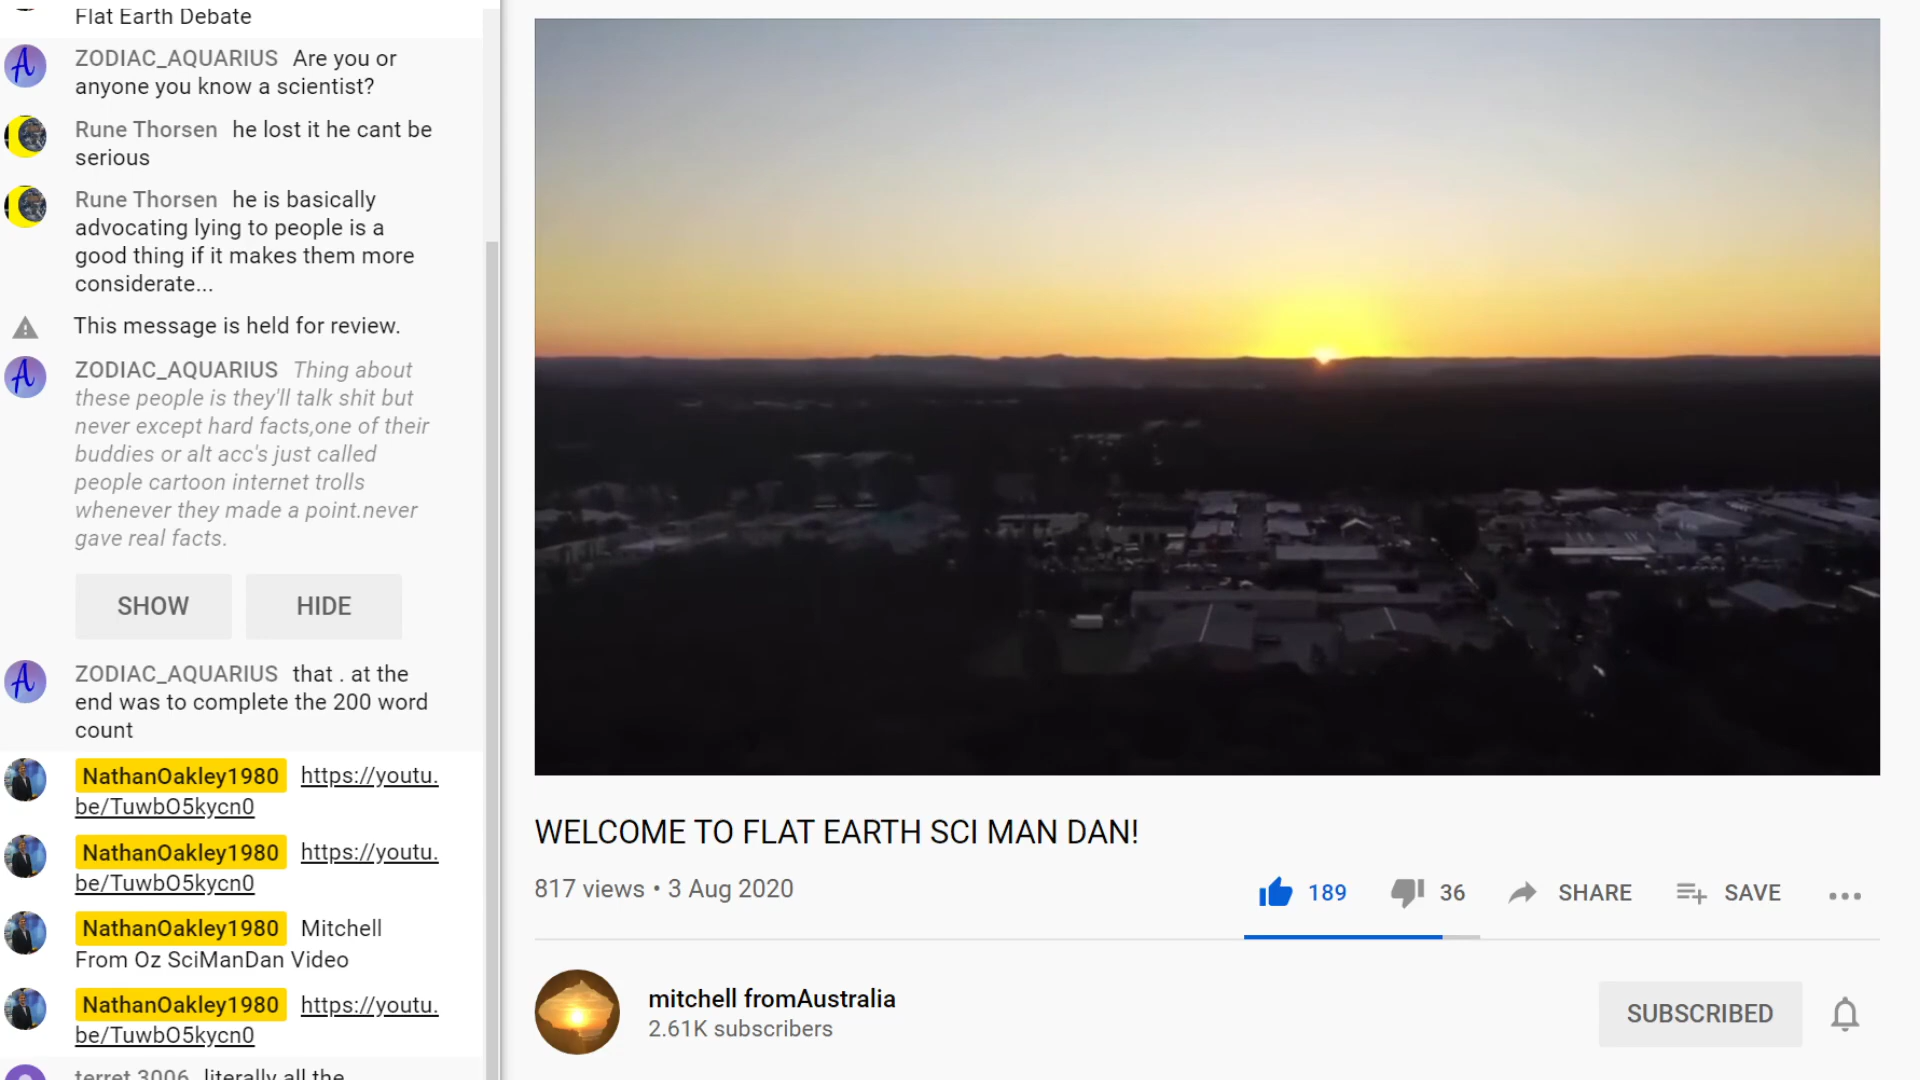 Flat Earth Debate
ZODIAC_AQUARIUS Are you or
anyone you know a scientist?
Rune Thorsen he lost it he cant be
serious
Rune Thorsen he is basically
advocating lying to people is a
good thing if it makes them more
considerate...
This message is held for review.
ZODIAC_AQUARIUS Thing about
these people is they'll talk shit but
never except hard facts,one of their
buddies or alt acc's just called
people cartoon internet trolls
whenever they made a point.never
gave real facts.
SHOW HIDE
ZODIAC_AQUARIUS that . at the
end was to complete the 200 word
count
NathanOakley1980 https://youtu.
be/TuwbO5kycn0
NathanOakley1980 https://youtu.
be/TuwbO5kycn0
NathanOakley1980 Mitchell
From Oz SciManDan Video
NathanOakley1980 https://youtu.
be/TuwbO5kycn0
terret 3006 literally all the
WELCOME TO FLAT EARTH SCI MAN DAN!
817 views • 3 Aug 2020
189 36 SHARE SAVE
mitchell fromAustralia
2.61K subscribers
SUBSCRIBED